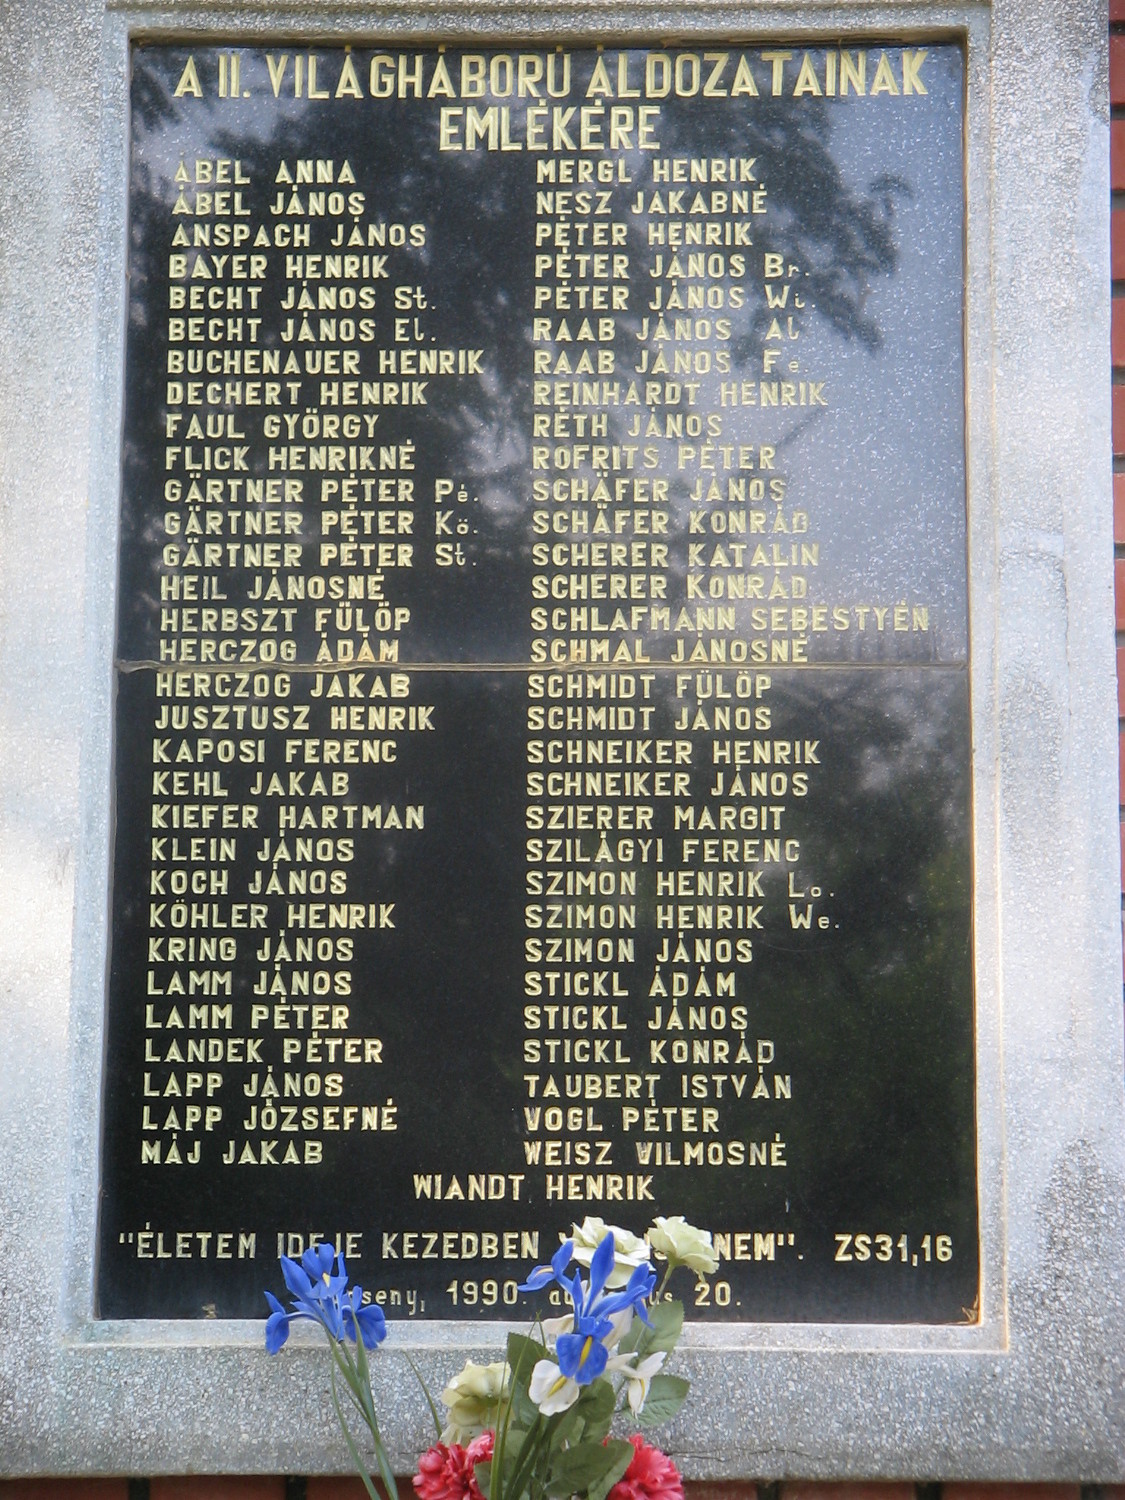 A II. VILÁGHÁBORÚ ÁLDOZATAINAK
EMLÉKÉRE
ÁBEL ANNA
ÁBEL JÁNOS
ANSPACH JÁNOS
BAYER HENRIK
BECHT JÁNOS St.
BECHT JÁNOS El.
BUCHENAUER HENRIK
DECHERT HENRIK
FAUL GYÖRGY
FLICK HENRIKNÉ
GÄRTNER PÉTER Pé.
GÄRTNER PÉTER Kö.
GÄRTNER PÉTER St.
HEIL JÁNOSNÉ
HERBSZT FÜLÖP
HERCZOG ÁDÁM
HERCZOG JAKAB
JUSZTUSZ HENRIK
KAPOSI FERENC
KEHL JAKAB
KIEFER HARTMAN
KLEIN JÁNOS
KOCH JÁNOS
KÖHLER HENRIK
KRING JÁNOS
LAMM JÁNOS
LAMM PÉTER
LANDEK PÉTER
LAPP JÁNOS
LAPP JÓZSEFNÉ
MÁJ JAKAB
MERGL HENRIK
NESZ JAKABNÉ
PÉTER HENRIK
PÉTER JÁNOS Br.
PÉTER JÁNOS Wi.
RAAB JÁNOS Al
RAAB JÁNOS Fe.
REINHARDT HENRIK
RÉTH JÁNOS
ROFRITS PÉTER
SCHÄFER JÁNOS
SCHÄFER KONRÁD
SCHERER KATALIN
SCHERER KONRÁD
SCHLAFMANN SEBESTYÉN
SCHMAL JÁNOSNÉ
SCHMIDT FÜLÖP
SCHMIDT JÁNOS
SCHNEIKER HENRIK
SCHNEIKER JÁNOS
SZIERER MARGIT
SZILÁGYI FERENC
SZIMON HENRIK Lo.
SZIMON HENRIK We.
SZIMON JÁNOS
STICKL ÁDÁM
STICKL JÁNOS
STICKL KONRÁD
TAUBERT ISTVÁN
VOGL PÉTER
WEISZ VILMOSNÉ
WIANDT HENRIK
"ÉLETEM IDEJE KEZEDBEN NEM". ZS31,16
1990. 20.